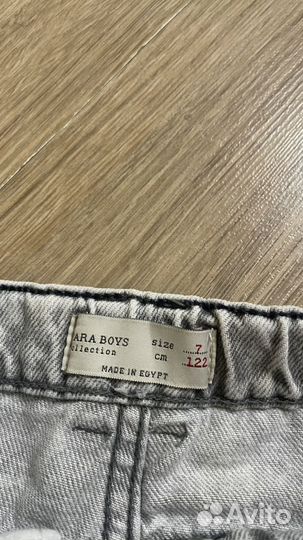 ARA BOYS size 7
ollection cm 122
MADE IN EGYPT
Avito